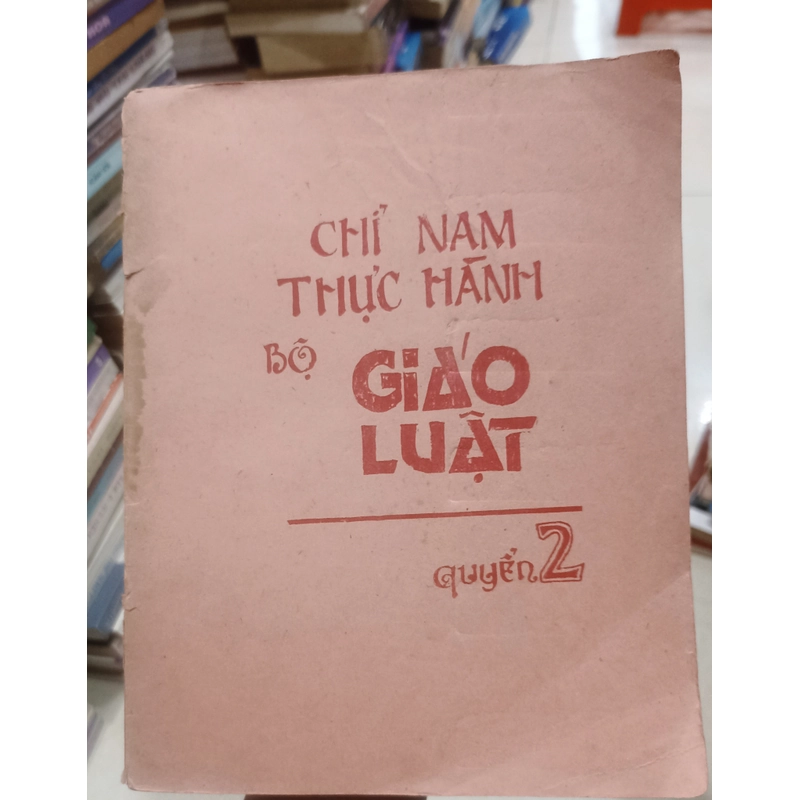 CHỈ NAM
THỰC HÀNH
BỘ GIÁO
LUẬT
QUYỂN 2